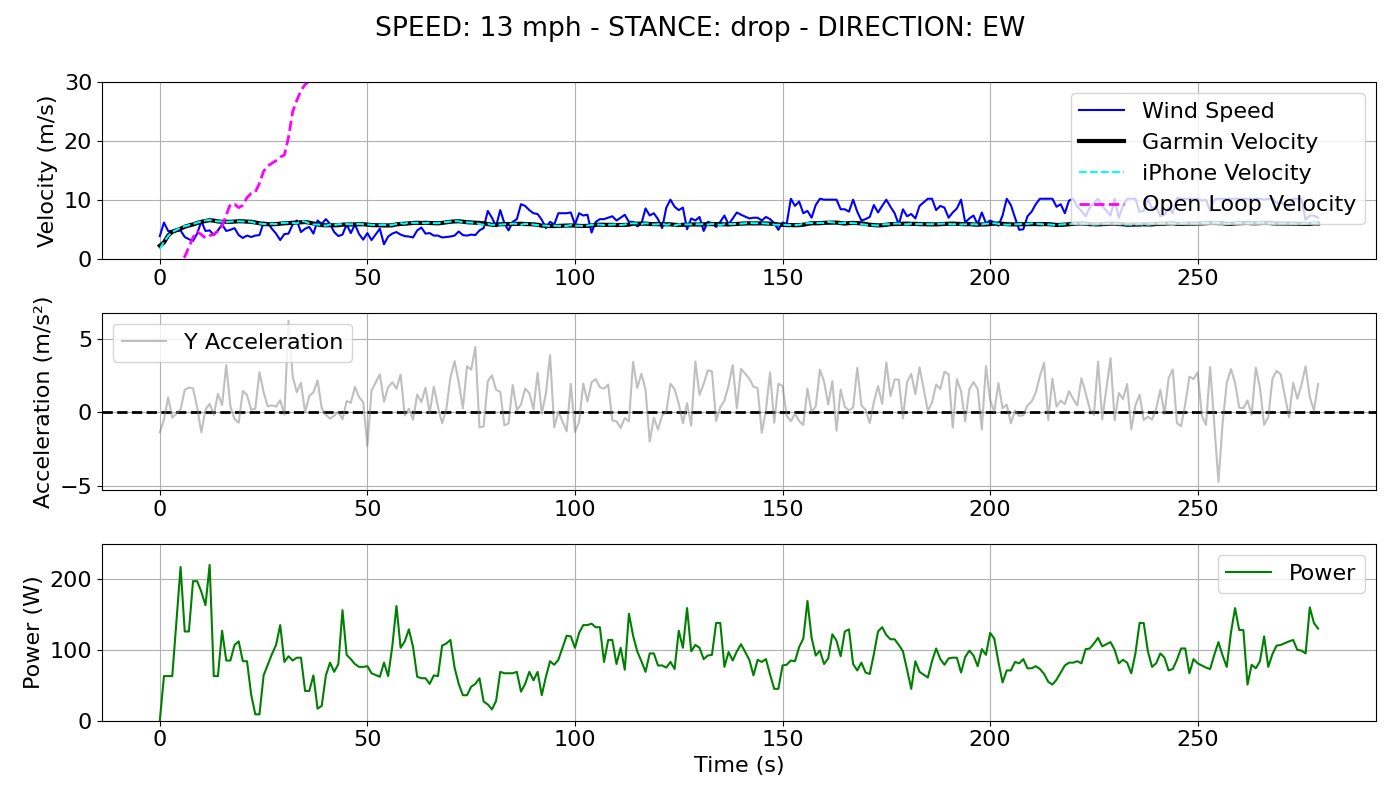 SPEED: 13 mph - STANCE: drop - DIRECTION: EW
Velocity (m/s)
30
20
10
0
Wind Speed
Garmin Velocity
iPhone Velocity
Open Loop Velocity
0 50 100 150 200 250
Acceleration (m/s²)
5
0
−5
Y Acceleration
0 50 100 150 200 250
Power (W)
200
100
0
Power
0 50 100 150 200 250
Time (s)